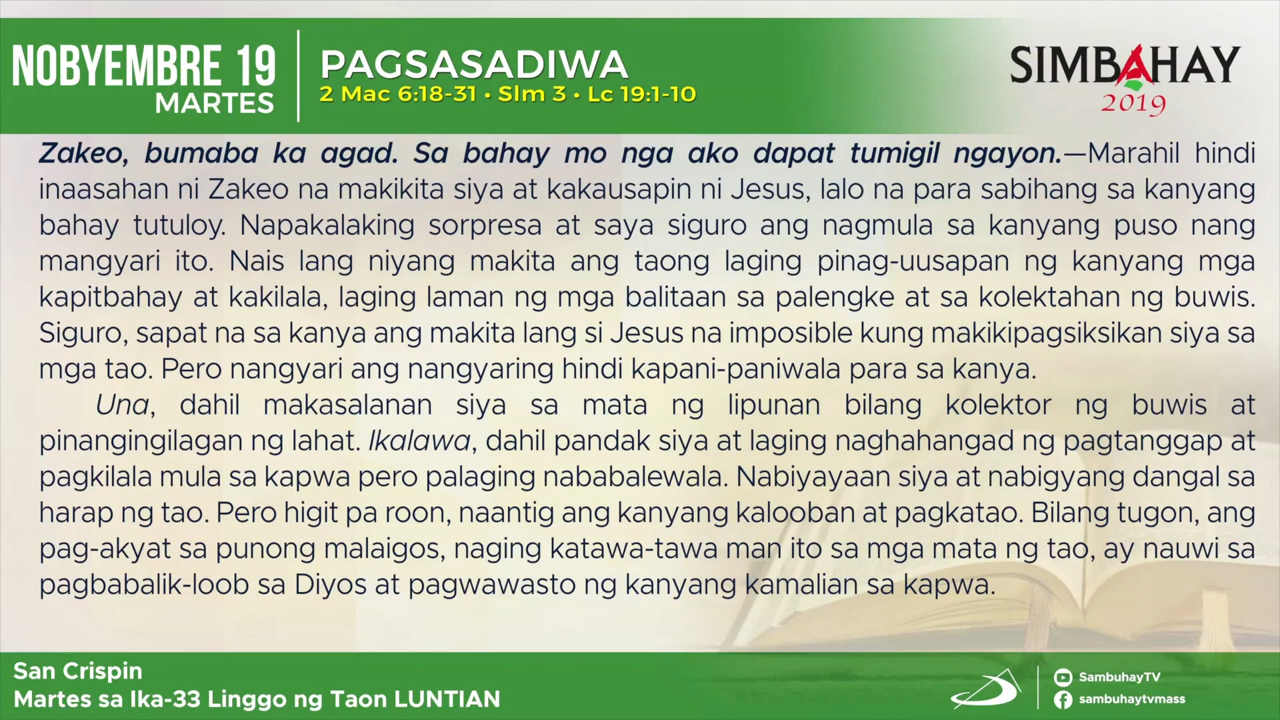 NOBYEMBRE 19
MARTES
PAGSASADIWA
2 Mac 6:18-31 • Slm 3 • Lc 19:1-10
SIMBAHAY
2019
Zakeo, bumaba ka agad. Sa bahay mo nga ako dapat tumigil ngayon.—Marahil hindi
inaasahan ni Zakeo na makikita siya at kakausapin ni Jesus, lalo na para sabihang sa kanyang
bahay tutuloy. Napakalaking sorpresa at saya siguro ang nagmula sa kanyang puso nang
mangyari ito. Nais lang niyang makita ang taong laging pinag-uusapan ng kanyang mga
kapitbahay at kakilala, laging laman ng mga balitaan sa palengke at sa kolektahan ng buwis.
Siguro, sapat na sa kanya ang makita lang si Jesus na imposible kung makikipagsiksikan siya sa
mga tao. Pero nangyari ang nangyaring hindi kapani-paniwala para sa kanya.
Una, dahil makasalanan siya sa mata ng lipunan bilang kolektor ng buwis at
pinangingilagan ng lahat. Ikalawa, dahil pandak siya at laging naghahangad ng pagtanggap at
pagkilala mula sa kapwa pero palaging nababalewala. Nabiyayaan siya at nabigyang dangal sa
harap ng tao. Pero higit pa roon, naantig ang kanyang kalooban at pagkatao. Bilang tugon, ang
pag-akyat sa punong malaigos, naging katawa-tawa man ito sa mga mata ng tao, ay nauwi sa
pagbabalik-loob sa Diyos at pagwawasto ng kanyang kamalian sa kapwa.
San Crispin
Martes sa Ika-33 Linggo ng Taon LUNTIAN
SambuhayTV
sambuhaytvmass